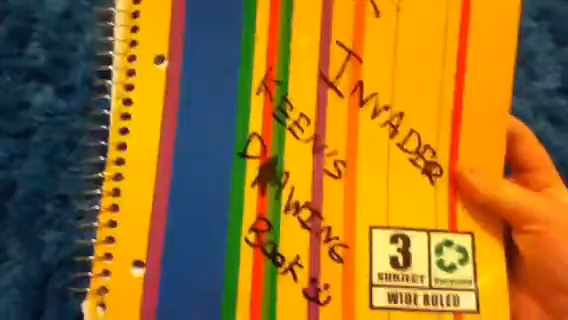 INVADER
KEEN'S
DRAWING
BOOK
3
SUBJECT
WIDE RULED